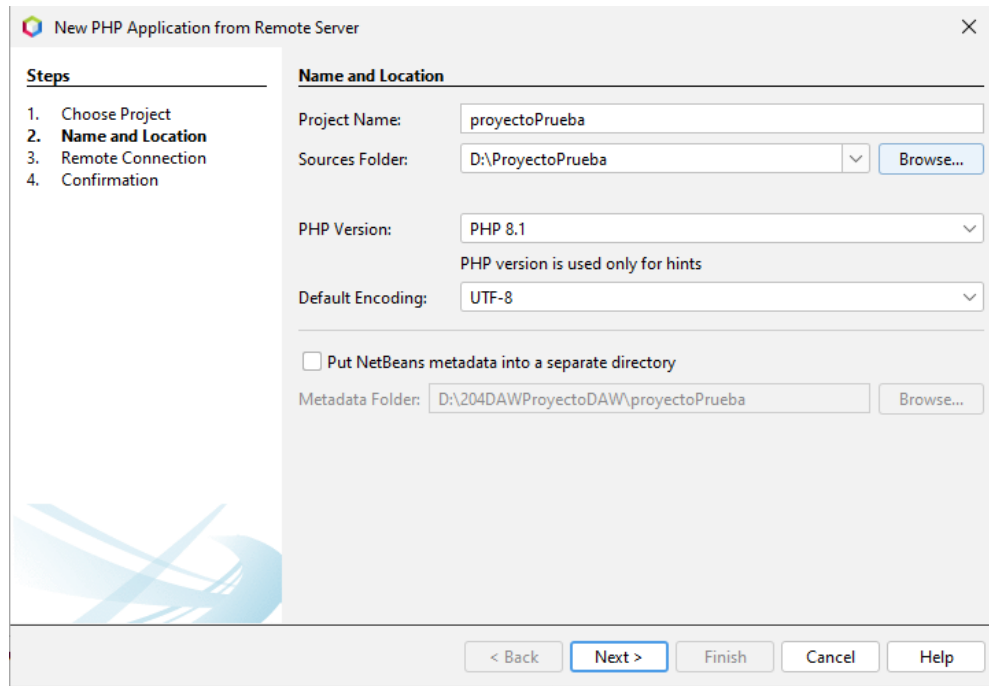 New PHP Application from Remote Server
Steps
1. Choose Project
2. Name and Location
3. Remote Connection
4. Confirmation
Name and Location
Project Name: proyectoPrueba
Sources Folder: D:\ProyectoPrueba Browse...
PHP Version: PHP 8.1
PHP version is used only for hints
Default Encoding: UTF-8
Put NetBeans metadata into a separate directory
Metadata Folder: D:\204DAWProyectoDAW\proyectoPrueba Browse...
< Back Next > Finish Cancel Help